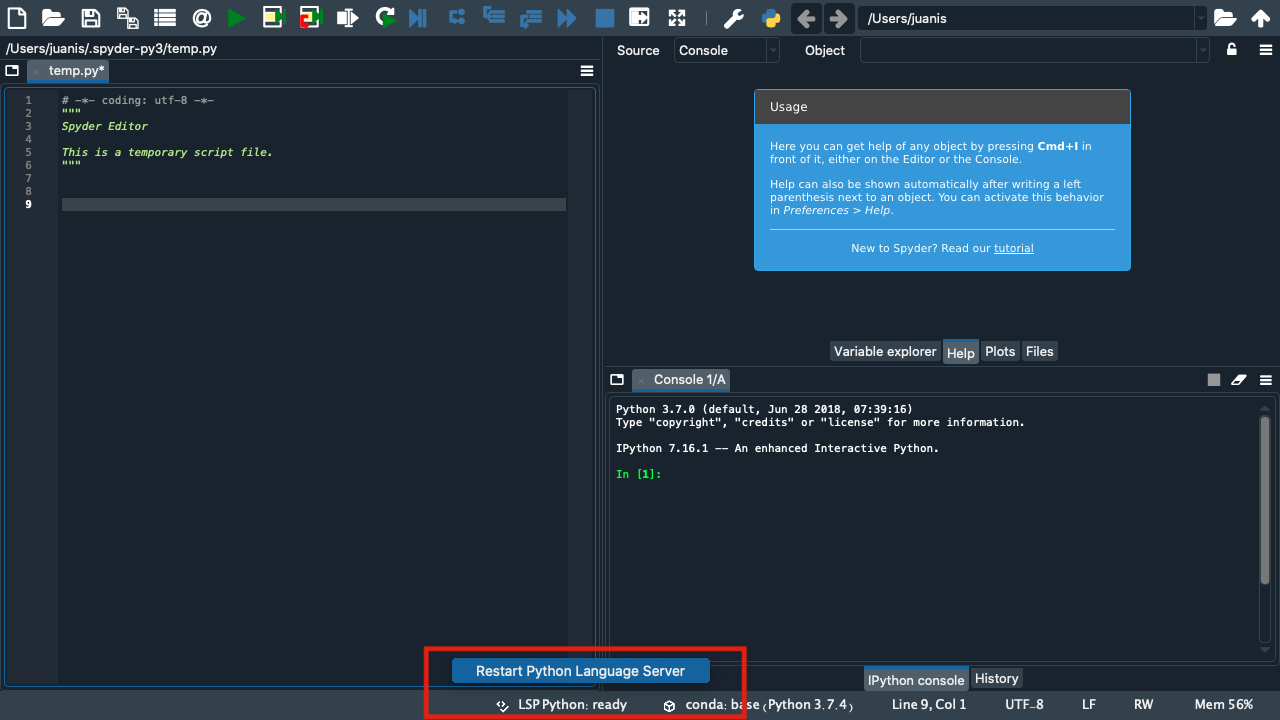 /Users/juanis
/Users/juanis/.spyder-py3/temp.py
temp.py*
1 # -*- coding: utf-8 -*-
2 """
3 Spyder Editor
4
5 This is a temporary script file.
6 """
7
8
9
Source Console Object
Usage
Here you can get help of any object by pressing Cmd+I in
front of it, either on the Editor or the Console.
Help can also be shown automatically after writing a left
parenthesis next to an object. You can activate this behavior
in Preferences > Help.
New to Spyder? Read our tutorial
Variable explorer Help Plots Files
Console 1/A
Python 3.7.0 (default, Jun 28 2018, 07:39:16)
Type "copyright", "credits" or "license" for more information.
IPython 7.16.1 -- An enhanced Interactive Python.
In [1]:
Restart Python Language Server
IPython console History
LSP Python: ready conda: base (Python 3.7.4) Line 9, Col 1 UTF-8 LF RW Mem 56%